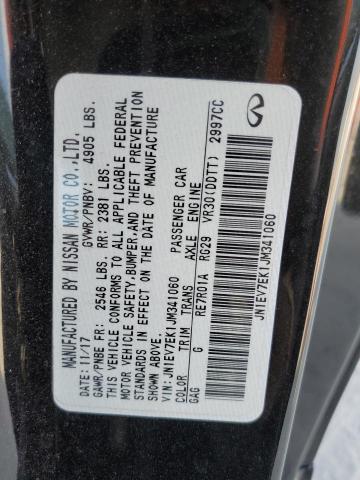 MANUFACTURED BY NISSAN MOTOR CO.,LTD.
11/17 GVWR/PNBV: 4905 LBS.
GAWR/PNBE FR: 2546 LBS. RR: 2381 LBS.
THIS VEHICLE CONFORMS TO ALL APPLICABLE FEDERAL
MOTOR VEHICLE SAFETY,BUMPER,AND THEFT PREVENTION
STANDARDS IN EFFECT ON THE DATE OF MANUFACTURE
SHOWN ABOVE.
VIN: JN1EV7EK1JM341060 PASSENGER CAR
COLOR TRIM TRANS AXLE ENGINE
GAG G RE7R01A RG29 VR30(DDTT) 2997CC
JN1EV7EK1JM341060